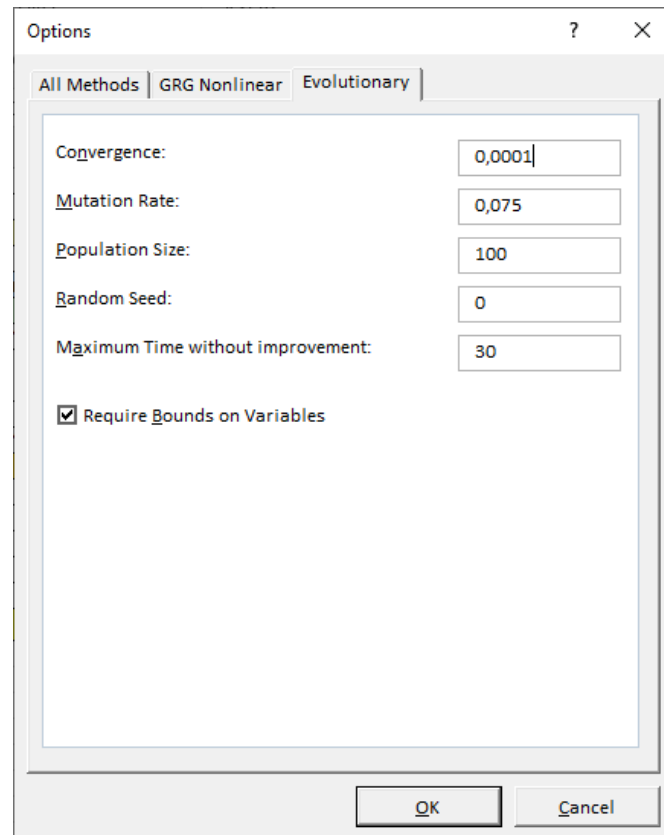 Options ?
All Methods GRG Nonlinear Evolutionary
Convergence: 0,0001
Mutation Rate: 0,075
Population Size: 100
Random Seed: 0
Maximum Time without improvement: 30
Require Bounds on Variables
OK Cancel